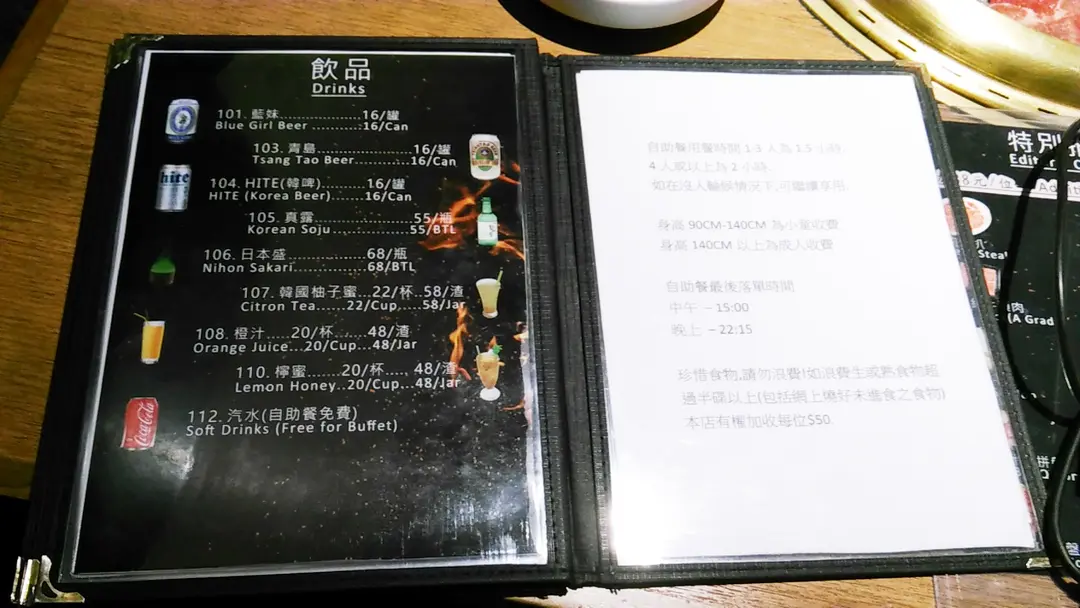 飲品
Drinks
101. 藍妹....................16/罐
Blue Girl Beer ..........16/Can
103. 青島....................16/罐
Tsang Tao Beer...........16/Can
104. HITE(韓啤)..........16/罐
HITE (Korea Beer)........16/Can
105. 真露....................55/瓶
Korean Soju................55/BTL
106. 日本盛..................68/瓶
Nihon Sakari..............68/BTL
107. 韓國柚子蜜...22/杯..58/渣
Citron Tea......22/Cup.....58/Jar
108. 橙汁.....20/杯..... 48/渣
Orange Juice...20/Cup...48/Jar
110. 檸蜜.......20/杯..... 48/渣
Lemon Honey..20/Cup...48/Jar
112. 汽水(自助餐免費)
Soft Drinks (Free for Buffet)
hite
Coca-Cola
自助餐用餐時間 1-3 人為 1.5 小時.
4 人或以上為 2 小時.
如在沒人輪候情況下,可繼續享用.
身高 90CM-140CM 為小童收費
身高 140CM 以上為成人收費
自助餐最後落單時間
中午 – 15:00
晚上 – 22:15
珍惜食物,請勿浪費!如浪費生或熟食物超
過半碟以上(包括網上燒好未進食之食物)
本店有權加收每位$50
特別
8元/位
肉
(A Grad